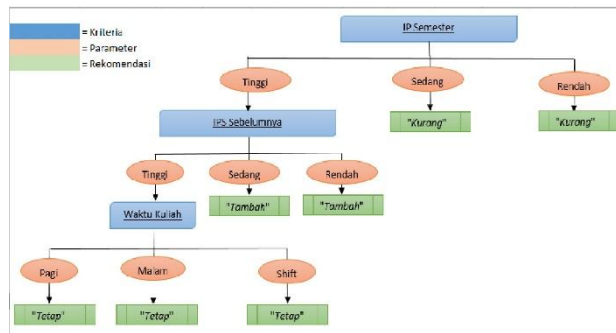 = Kriteria
= Parameter
= Rekomendasi
IP Semester
Tinggi
Sedang
Rendah
IPS Sebelumnya
"Kurang"
"Kurang"
Tinggi
Sedang
Rendah
Waktu Kuliah
"Tambah"
"Tambah"
Pagi
Malam
Shift
"Tetap"
"Tetap"
"Tetap"